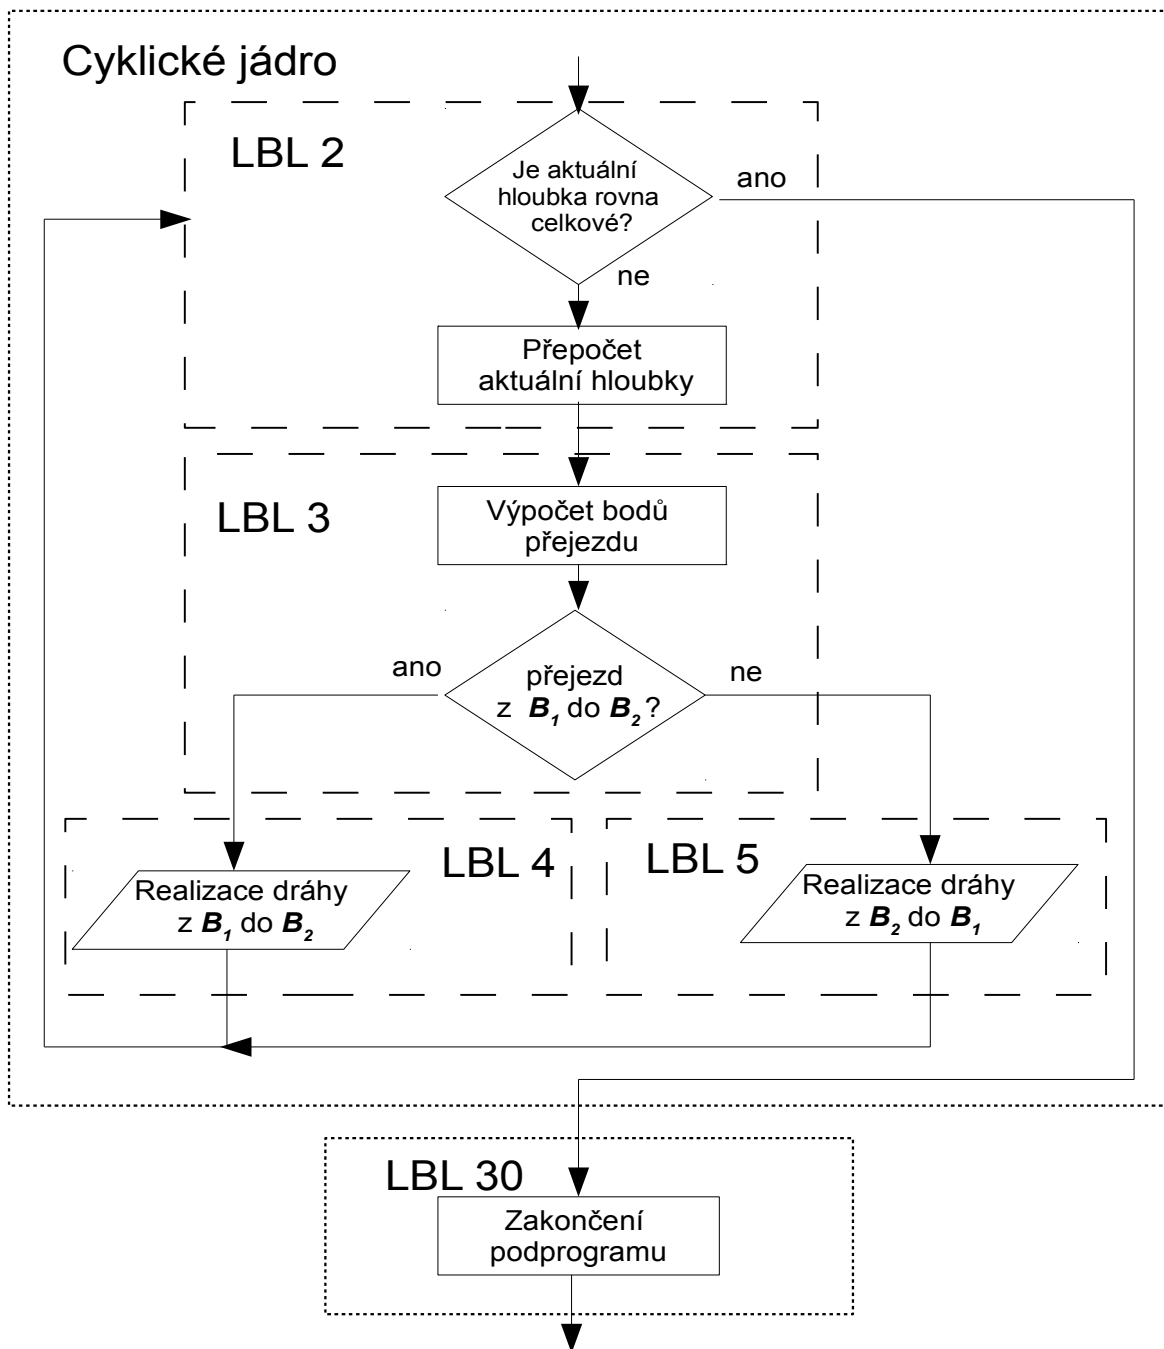 Cyklické jádro
LBL 2
Je aktuální
hloubka rovna
celkové?
ano
ne
Přepočet
aktuální hloubky
LBL 3
Výpočet bodů
přejezdu
ano
přejezd
z B1 do B2 ?
ne
LBL 4
Realizace dráhy
z B1 do B2
LBL 5
Realizace dráhy
z B2 do B1
LBL 30
Zakončení
podprogramu